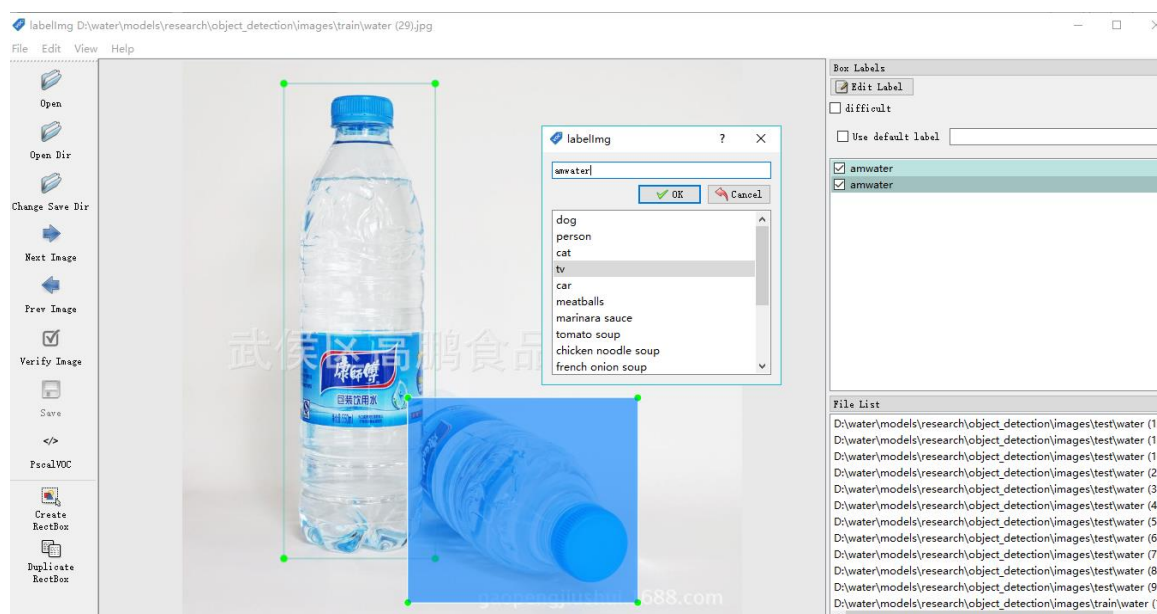 labelImg D:\water\models\research\object_detection\images\train\water (29).jpg
File Edit View Help
Open
Open Dir
Change Save Dir
Next Image
Prev Image
Verify Image
Save
</>
PscalVOC
Create
RectBox
Duplicate
RectBox
武侯区高鹏食品
康師傅
包装饮用水
labelImg
?
amwater
OK
Cancel
dog
person
cat
tv
car
meatballs
marinara sauce
tomato soup
chicken noodle soup
french onion soup
gaopengjiushui.1688.com
Box Labels
Edit Label
difficult
Use default label
amwater
amwater
File List
D:\water\models\research\object_detection\images\test\water (1
D:\water\models\research\object_detection\images\test\water (1
D:\water\models\research\object_detection\images\test\water (1
D:\water\models\research\object_detection\images\test\water (2
D:\water\models\research\object_detection\images\test\water (3
D:\water\models\research\object_detection\images\test\water (4
D:\water\models\research\object_detection\images\test\water (5
D:\water\models\research\object_detection\images\test\water (6
D:\water\models\research\object_detection\images\test\water (7
D:\water\models\research\object_detection\images\test\water (8
D:\water\models\research\object_detection\images\test\water (9
D:\water\models\research\object_detection\images\train\water (